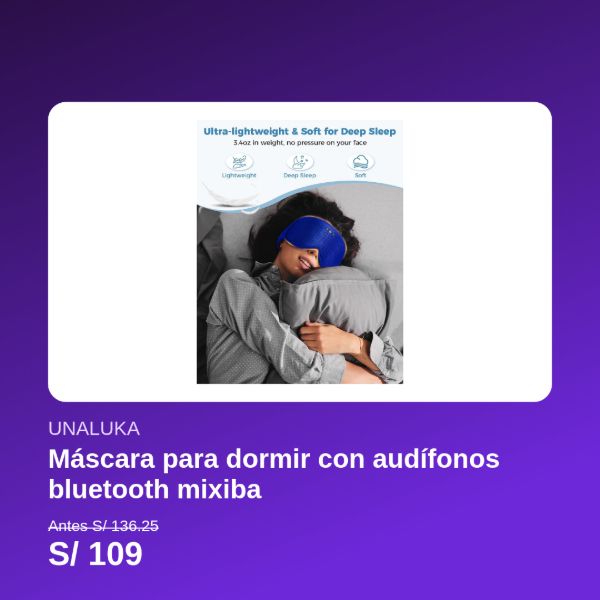 Ultra-lightweight & Soft for Deep Sleep
3.4oz in weight, no pressure on your face
Lightweight Deep Sleep Soft
UNALUKA
Máscara para dormir con audífonos
bluetooth mixiba
Antes S/ 136.25
S/ 109